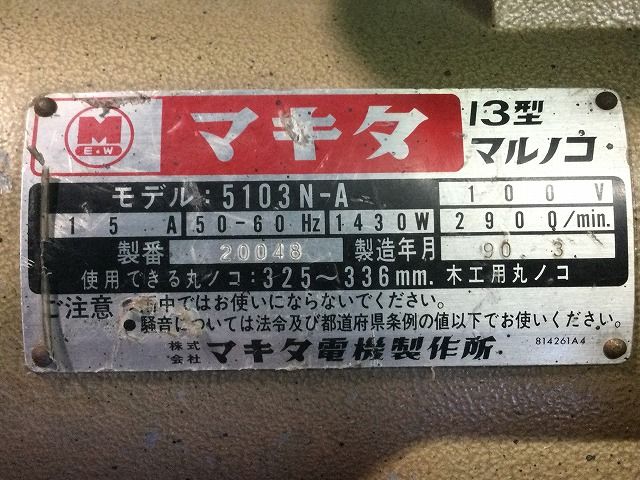 M
E.W
マキタ
13型
マルノコ
モデル:5103N-A 100V
15A 50-60Hz 1430W 2900/min.
製番 20048 製造年月 90.3
使用できる丸ノコ:325～336mm. 木工用丸ノコ
ご注意 中ではお使いにならないでください。
●騒音については法令及び都道府県条例の値以下でお使いください。
株式会社 マキタ電機製作所 814261A4